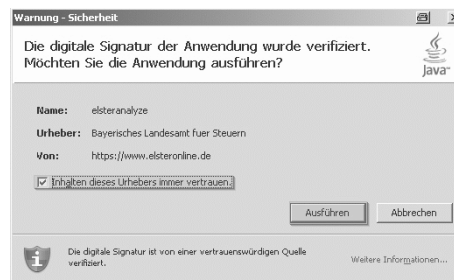 Warnung - Sicherheit
Die digitale Signatur der Anwendung wurde verifiziert.
Möchten Sie die Anwendung ausführen?
Java™
Name: elsteranalyze
Urheber: Bayerisches Landesamt fuer Steuern
Von: https://www.elsteronline.de
Inhalten dieses Urhebers immer vertrauen.
Ausführen Abbrechen
Die digitale Signatur ist von einer vertrauenswürdigen Quelle
verifiziert.
Weitere Informationen...